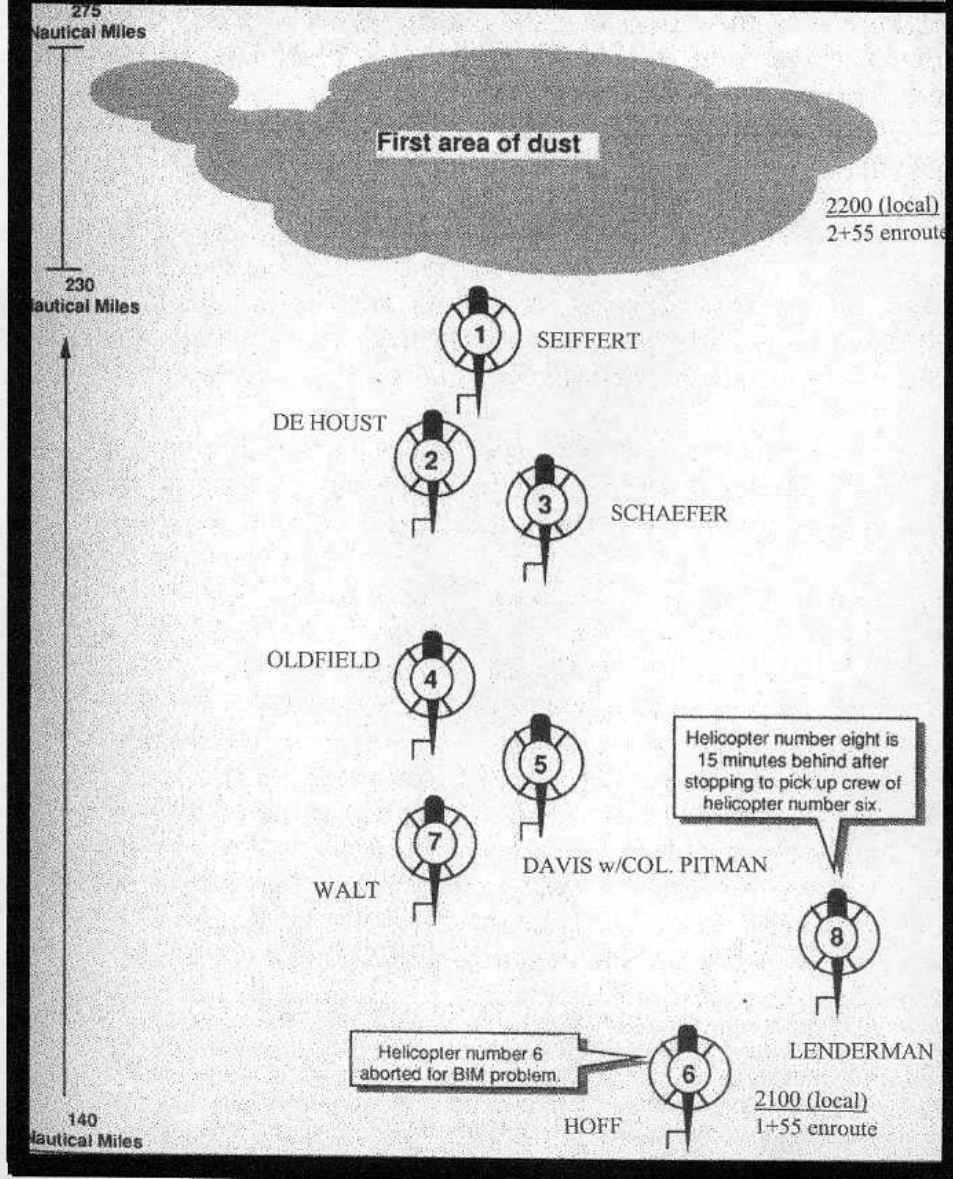 275
Nautical Miles
First area of dust
2200 (local)
2+55 enroute
230
Nautical Miles
1
SEIFFERT
DE HOUST
2
3
SCHAEFER
OLDFIELD
4
5
Helicopter number eight is
15 minutes behind after
stopping to pick up crew of
helicopter number six.
7
DAVIS w/COL. PITMAN
WALT
8
LENDERMAN
Helicopter number 6
aborted for BIM problem.
6
2100 (local)
1+55 enroute
HOFF
140
Nautical Miles